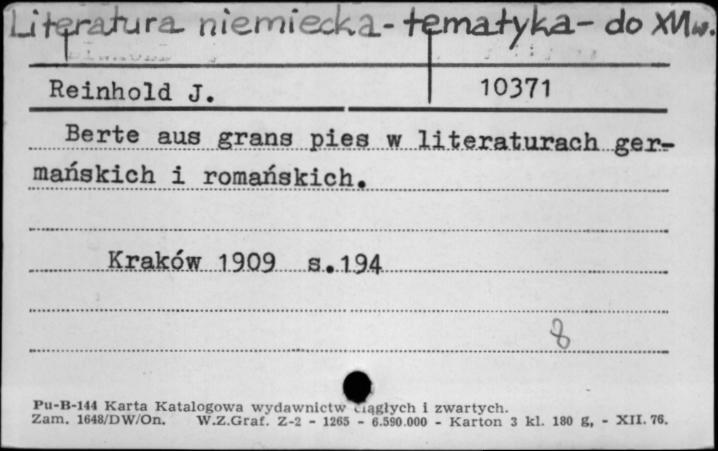 Literatura niemiecka - tematyka - do XVI w.
Reinhold J. 10371
Berte aus grans pies w literaturach ger-
mańskich i romańskich.
Kraków 1909 s.194
8
Pu-B-144 Karta Katalogowa wydawnictw ciągłych i zwartych.
Zam. 1648/DW/On. W.Z.Graf. Z-2 - 1265 - 6.590.000 - Karton 3 kl. 180 g, - XII. 76.